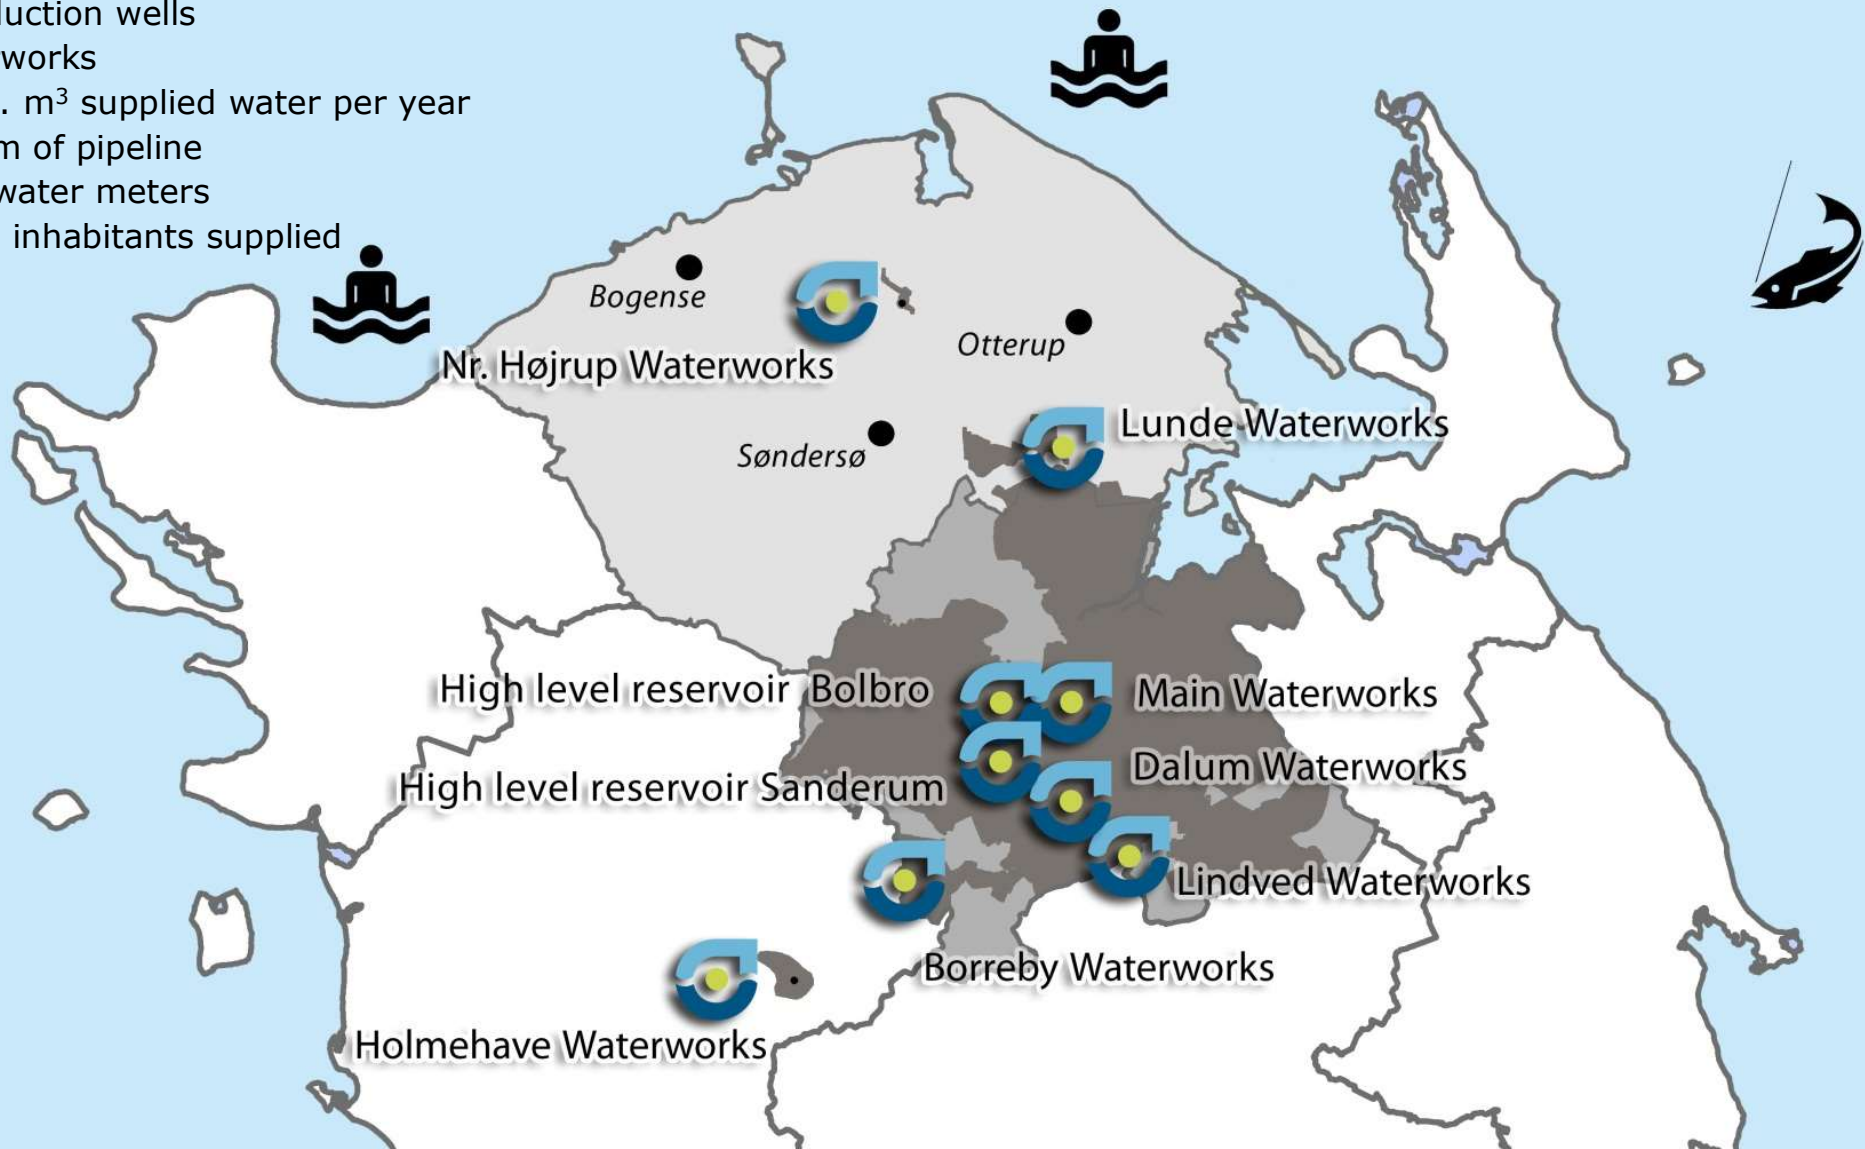 uction wells
works
. m³ supplied water per year
m of pipeline
water meters
inhabitants supplied
Bogense
Nr. Højrup Waterworks
Otterup
Lunde Waterworks
Søndersø
High level reservoir Bolbro
Main Waterworks
Dalum Waterworks
High level reservoir Sanderum
Lindved Waterworks
Borreby Waterworks
Holmehave Waterworks